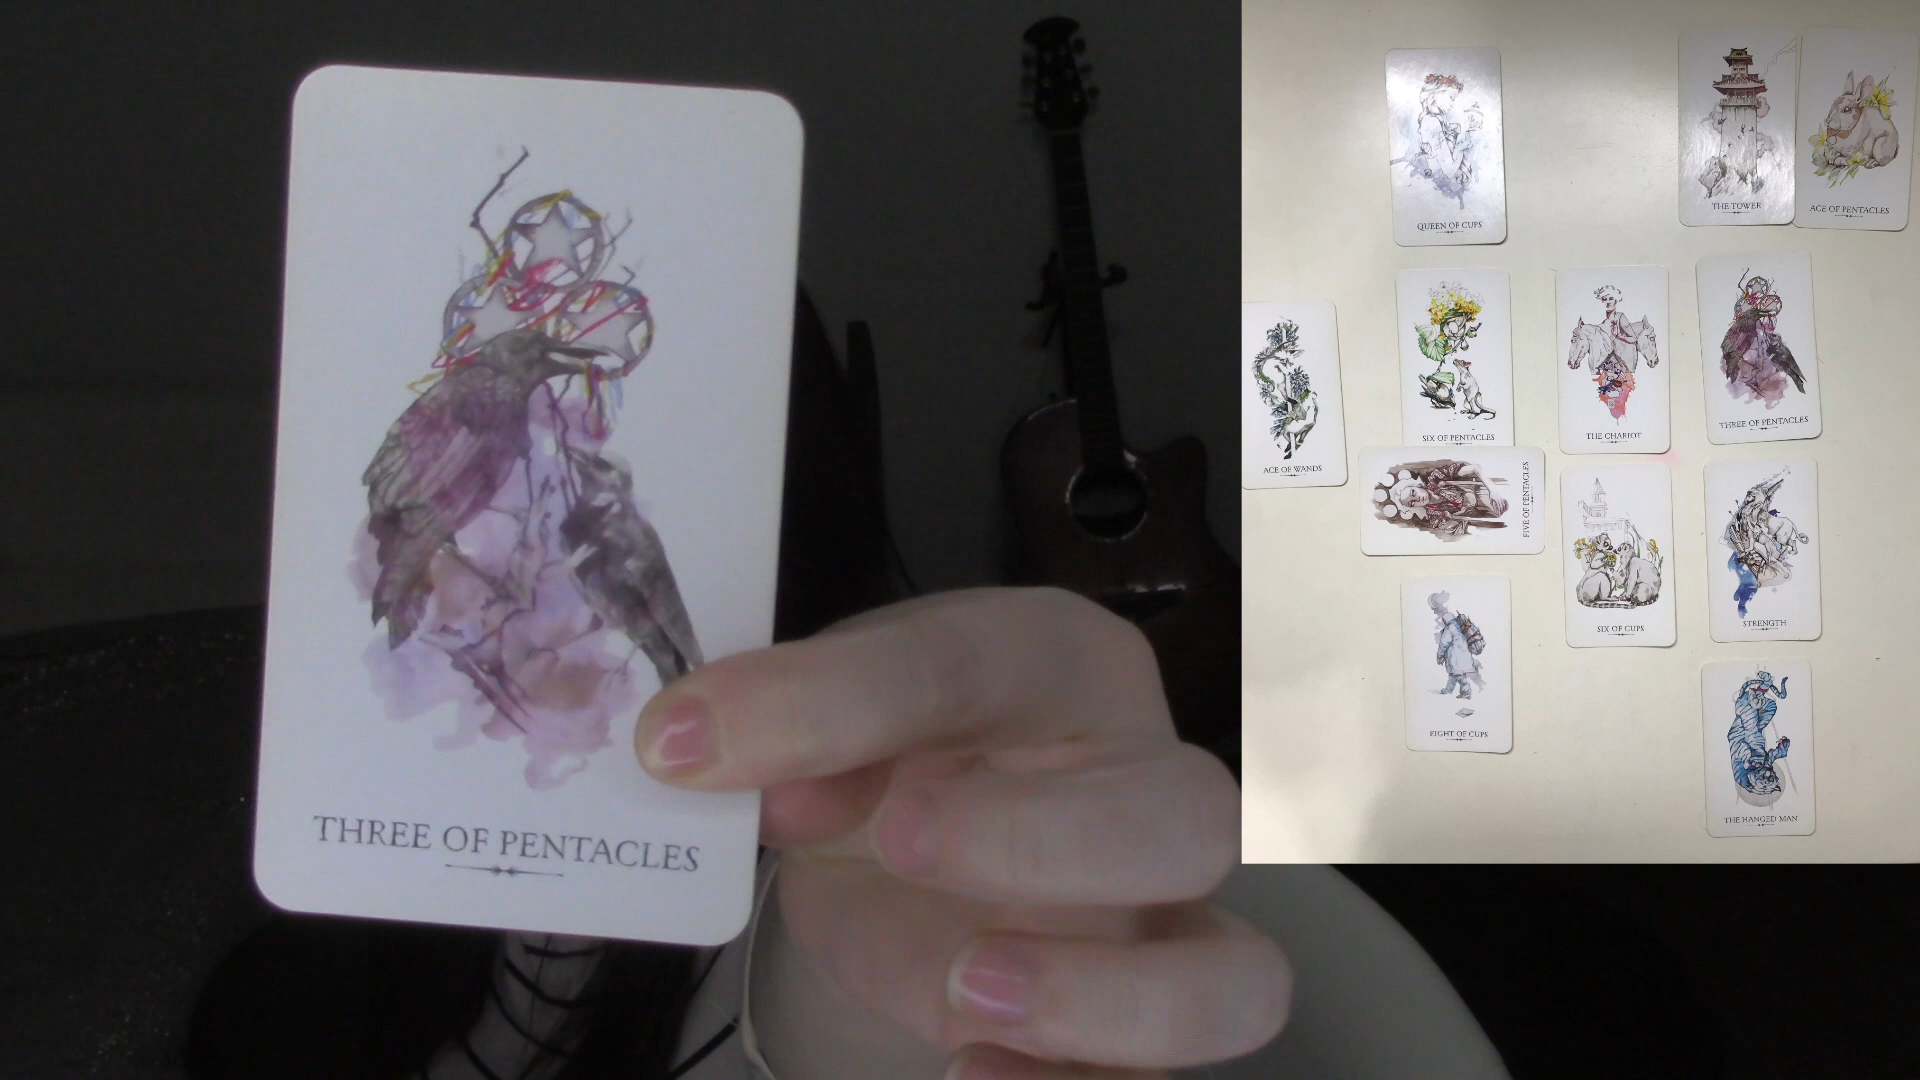 THREE OF PENTACLES
QUEEN OF CUPS
THE TOWER
ACE OF PENTACLES
ACE OF WANDS
SIX OF PENTACLES
THE CHARIOT
THREE OF PENTACLES
FIVE OF PENTACLES
SIX OF CUPS
STRENGTH
EIGHT OF CUPS
THE HANGED MAN